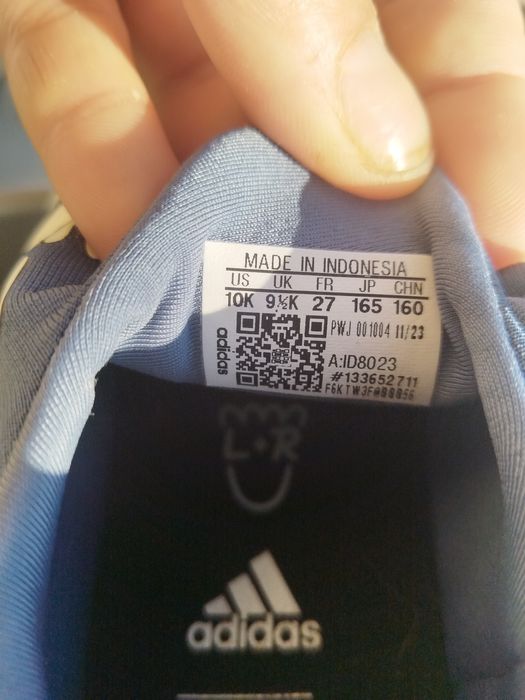 MADE IN INDONESIA
US UK FR JP CHN
10K 9½K 27 165 160
adidas
PWJ 001004 11/23
A:ID8023
#133652711
L+R
adidas